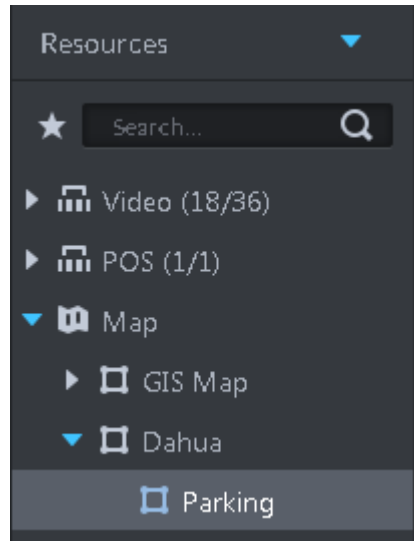 Resources
Search...
Video (18/36)
POS (1/1)
Map
GIS Map
Dahua
Parking